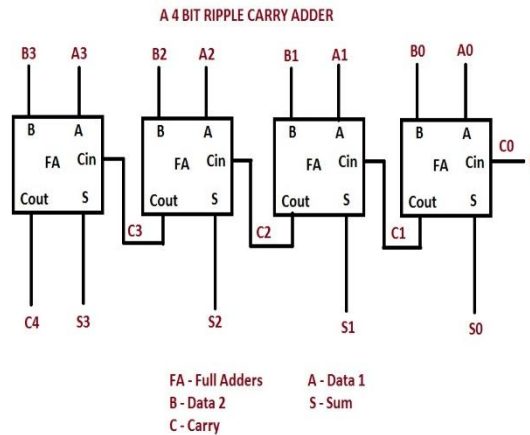 A 4 BIT RIPPLE CARRY ADDER
B3 A3 B2 A2 B1 A1 B0 A0
B A B A B A B A
FA Cin FA Cin FA Cin FA Cin C0
Cout S Cout S Cout S Cout S
C3 C2 C1
C4 S3 S2 S1 S0
FA - Full Adders A - Data 1
B - Data 2 S - Sum
C - Carry